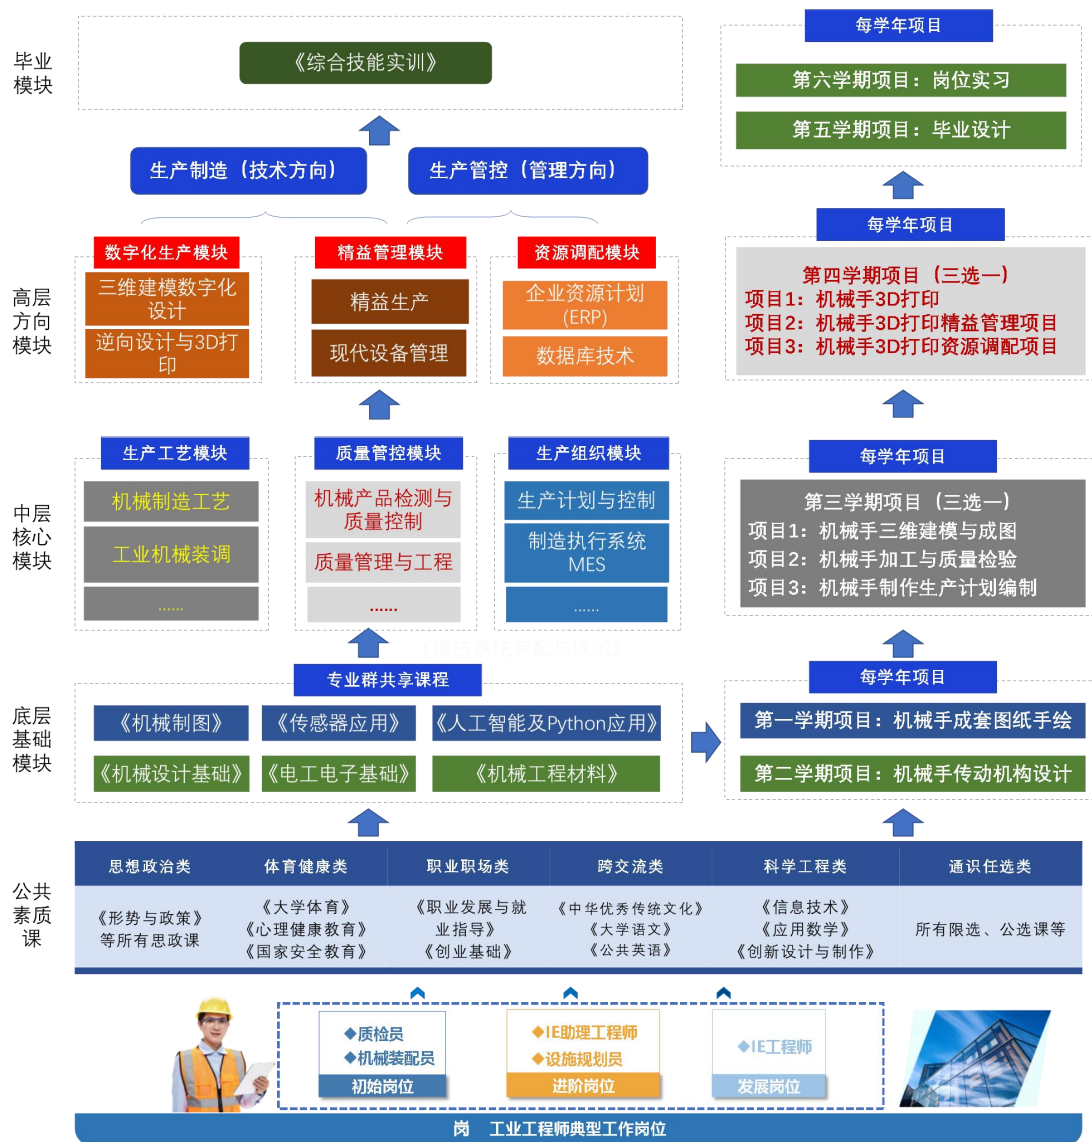 毕业
模块
《综合技能实训》
每学年项目
第六学期项目：岗位实习
第五学期项目：毕业设计
生产制造（技术方向）
生产管控（管理方向）
高层
方向
模块
数字化生产模块
三维建模数字化
设计
逆向设计与3D打
印
精益管理模块
精益生产
现代设备管理
资源调配模块
企业资源计划
(ERP)
数据库技术
每学年项目
第四学期项目（三选一）
项目1：机械手3D打印
项目2：机械手3D打印精益管理项目
项目3：机械手3D打印资源调配项目
中层
核心
模块
生产工艺模块
机械制造工艺
工业机械装调
......
质量管控模块
机械产品检测与
质量控制
质量管理与工程
......
生产组织模块
生产计划与控制
制造执行系统
MES
......
每学年项目
第三学期项目（三选一）
项目1：机械手三维建模与成图
项目2：机械手加工与质量检验
项目3：机械手制作生产计划编制
底层
基础
模块
专业群共享课程
《机械制图》
《传感器应用》
《人工智能及Python应用》
《机械设计基础》
《电工电子基础》
《机械工程材料》
每学年项目
第一学期项目：机械手成套图纸手绘
第二学期项目：机械手传动机构设计
公共
素质
课
思想政治类
《形势与政策》
等所有思政课
体育健康类
《大学体育》
《心理健康教育》
《国家安全教育》
职业职场类
《职业发展与就
业指导》
《创业基础》
跨交流类
《中华优秀传统文化》
《大学语文》
《公共英语》
科学工程类
《信息技术》
《应用数学》
《创新设计与制作》
通识任选类
所有限选、公选课等
◆质检员
◆机械装配员
初始岗位
◆IE助理工程师
◆设施规划员
进阶岗位
◆IE工程师
发展岗位
岗 工业工程师典型工作岗位